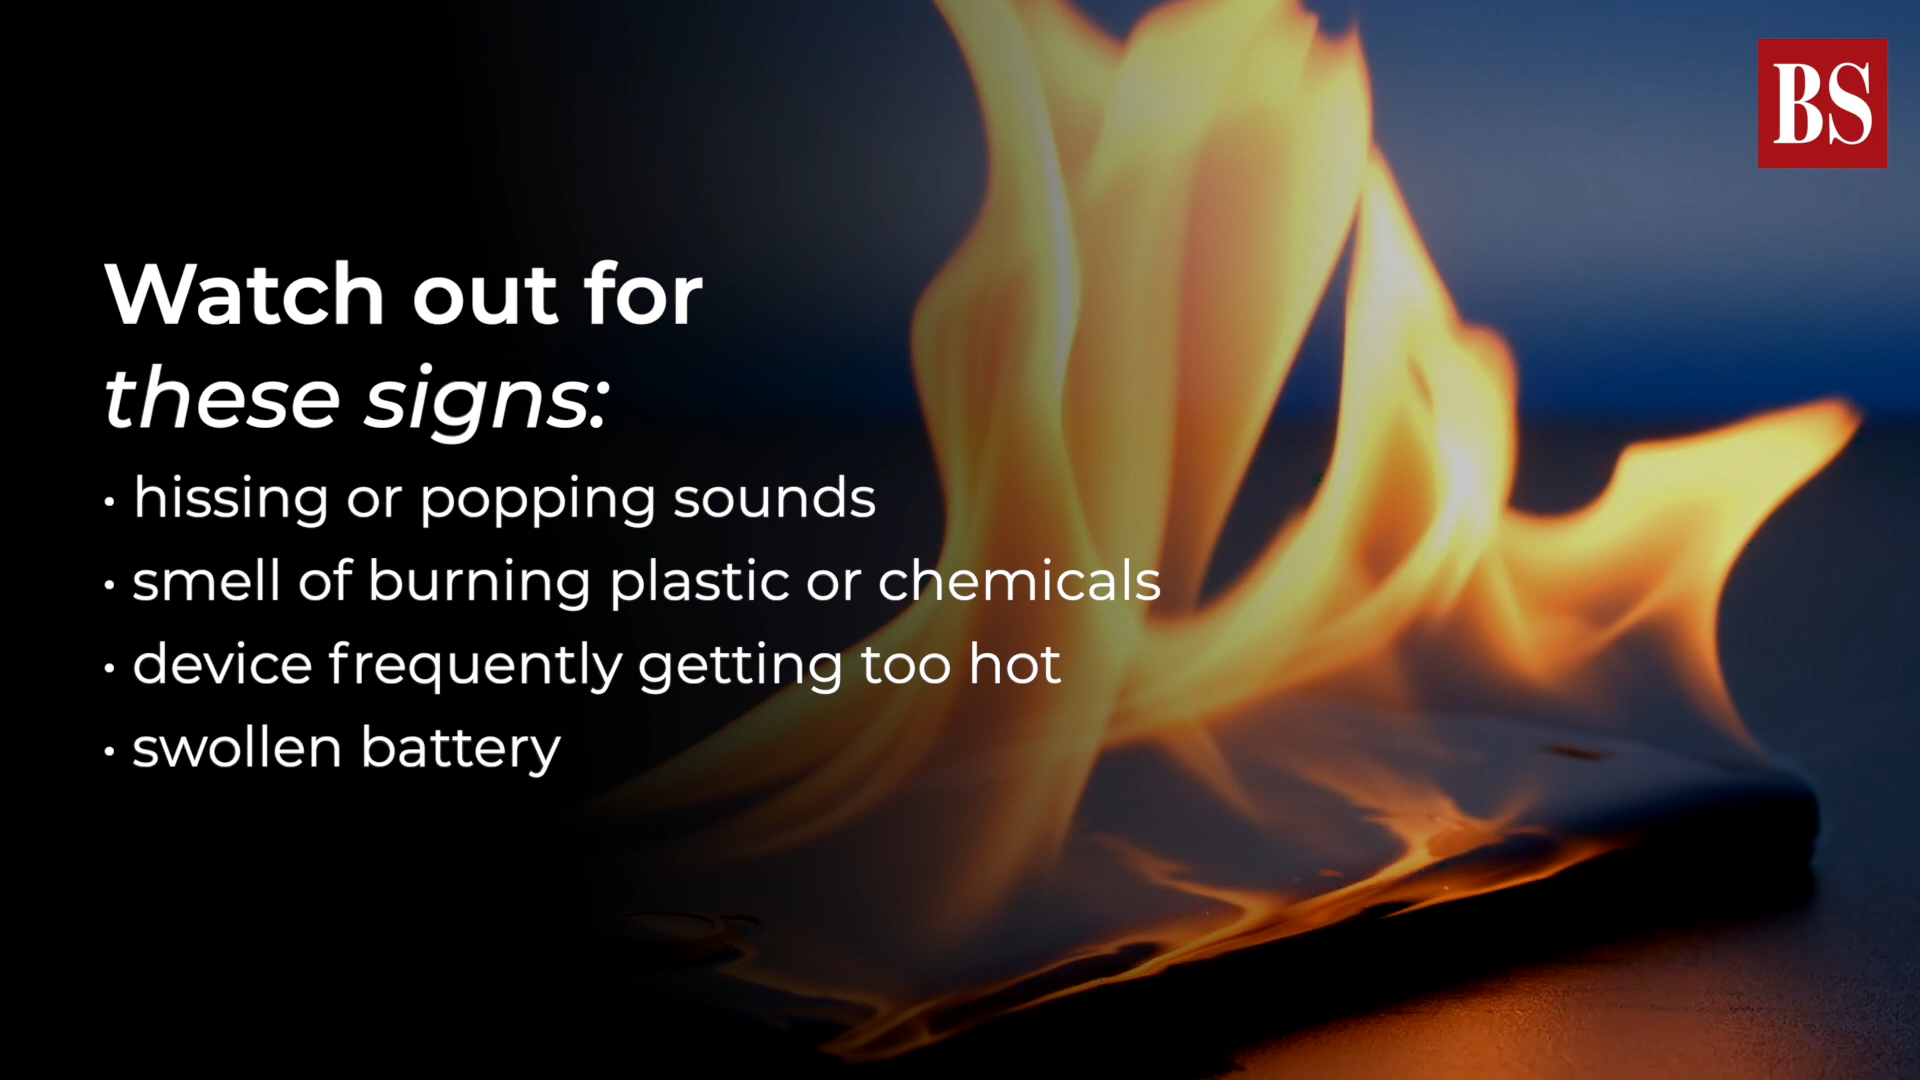 BS
Watch out for
these signs:
• hissing or popping sounds
• smell of burning plastic or chemicals
• device frequently getting too hot
• swollen battery